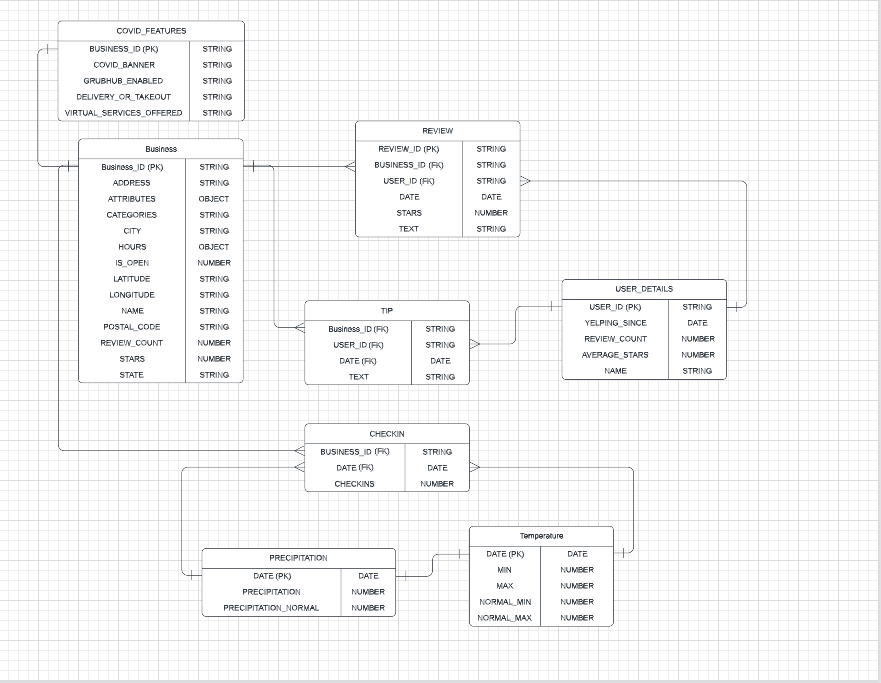 COVID_FEATURES
BUSINESS_ID (PK) STRING
COVID_BANNER STRING
GRUBHUB_ENABLED STRING
DELIVERY_OR_TAKEOUT STRING
VIRTUAL_SERVICES_OFFERED STRING
Business
Business_ID (PK) STRING
ADDRESS STRING
ATTRIBUTES OBJECT
CATEGORIES STRING
CITY STRING
HOURS OBJECT
IS_OPEN NUMBER
LATITUDE STRING
LONGITUDE STRING
NAME STRING
POSTAL_CODE STRING
REVIEW_COUNT NUMBER
STARS NUMBER
STATE STRING
REVIEW
REVIEW_ID (PK) STRING
BUSINESS_ID (FK) STRING
USER_ID (FK) STRING
DATE DATE
STARS NUMBER
TEXT STRING
TIP
Business_ID (FK) STRING
USER_ID (FK) STRING
DATE (FK) DATE
TEXT STRING
USER_DETAILS
USER_ID (PK) STRING
YELPING_SINCE DATE
REVIEW_COUNT NUMBER
AVERAGE_STARS NUMBER
NAME STRING
CHECKIN
BUSINESS_ID (FK) STRING
DATE (FK) DATE
CHECKINS NUMBER
PRECIPITATION
DATE (PK) DATE
PRECIPITATION NUMBER
PRECIPITATION_NORMAL NUMBER
Temperature
DATE (PK) DATE
MIN NUMBER
MAX NUMBER
NORMAL_MIN NUMBER
NORMAL_MAX NUMBER